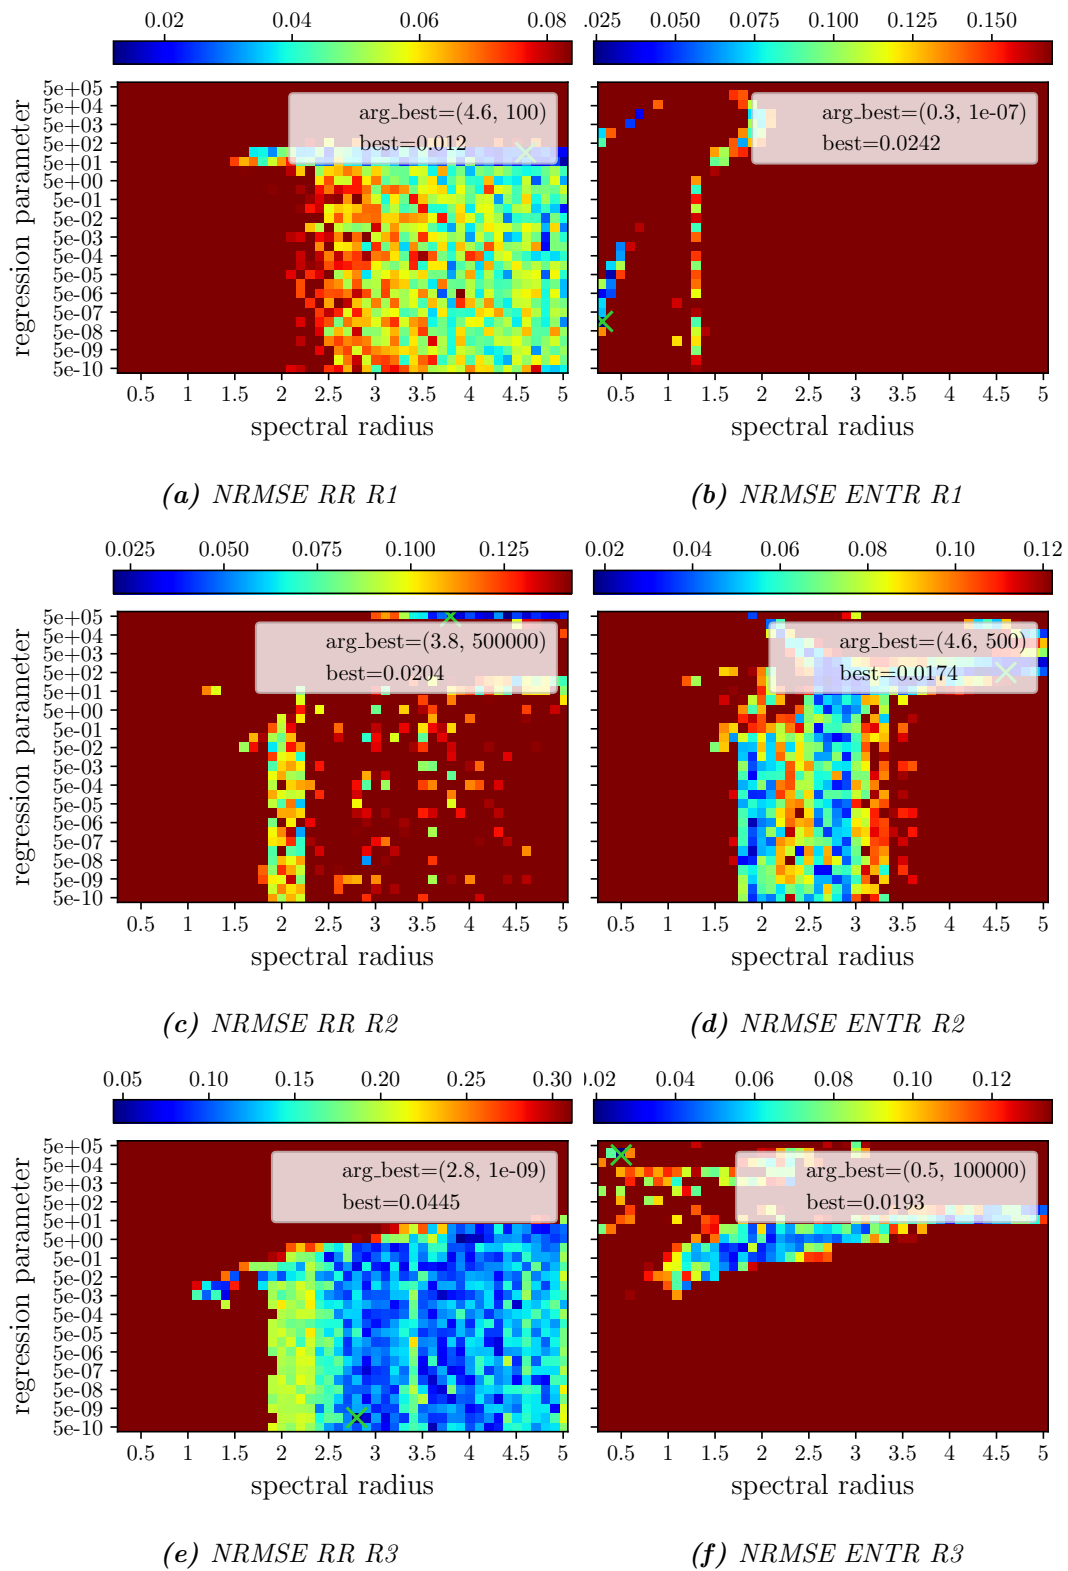 0.02 0.04 0.06 0.08
.025 0.050 0.075 0.100 0.125 0.150
regression parameter
5e+05
5e+04
5e+03
5e+02
5e+01
5e+00
5e-01
5e-02
5e-03
5e-04
5e-05
5e-06
5e-07
5e-08
5e-09
5e-10
arg_best=(4.6, 100)
best=0.012
arg_best=(0.3, 1e-07)
best=0.0242
0.5 1 1.5 2 2.5 3 3.5 4 4.5 5
0.5 1 1.5 2 2.5 3 3.5 4 4.5 5
spectral radius
spectral radius
(a) NRMSE RR R1
(b) NRMSE ENTR R1
0.025 0.050 0.075 0.100 0.125
0.02 0.04 0.06 0.08 0.10 0.12
regression parameter
5e+05
5e+04
5e+03
5e+02
5e+01
5e+00
5e-01
5e-02
5e-03
5e-04
5e-05
5e-06
5e-07
5e-08
5e-09
5e-10
arg_best=(3.8, 500000)
best=0.0204
arg_best=(4.6, 500)
best=0.0174
0.5 1 1.5 2 2.5 3 3.5 4 4.5 5
0.5 1 1.5 2 2.5 3 3.5 4 4.5 5
spectral radius
spectral radius
(c) NRMSE RR R2
(d) NRMSE ENTR R2
0.05 0.10 0.15 0.20 0.25 0.30
0.02 0.04 0.06 0.08 0.10 0.12
regression parameter
5e+05
5e+04
5e+03
5e+02
5e+01
5e+00
5e-01
5e-02
5e-03
5e-04
5e-05
5e-06
5e-07
5e-08
5e-09
5e-10
arg_best=(2.8, 1e-09)
best=0.0445
arg_best=(0.5, 100000)
best=0.0193
0.5 1 1.5 2 2.5 3 3.5 4 4.5 5
0.5 1 1.5 2 2.5 3 3.5 4 4.5 5
spectral radius
spectral radius
(e) NRMSE RR R3
(f) NRMSE ENTR R3